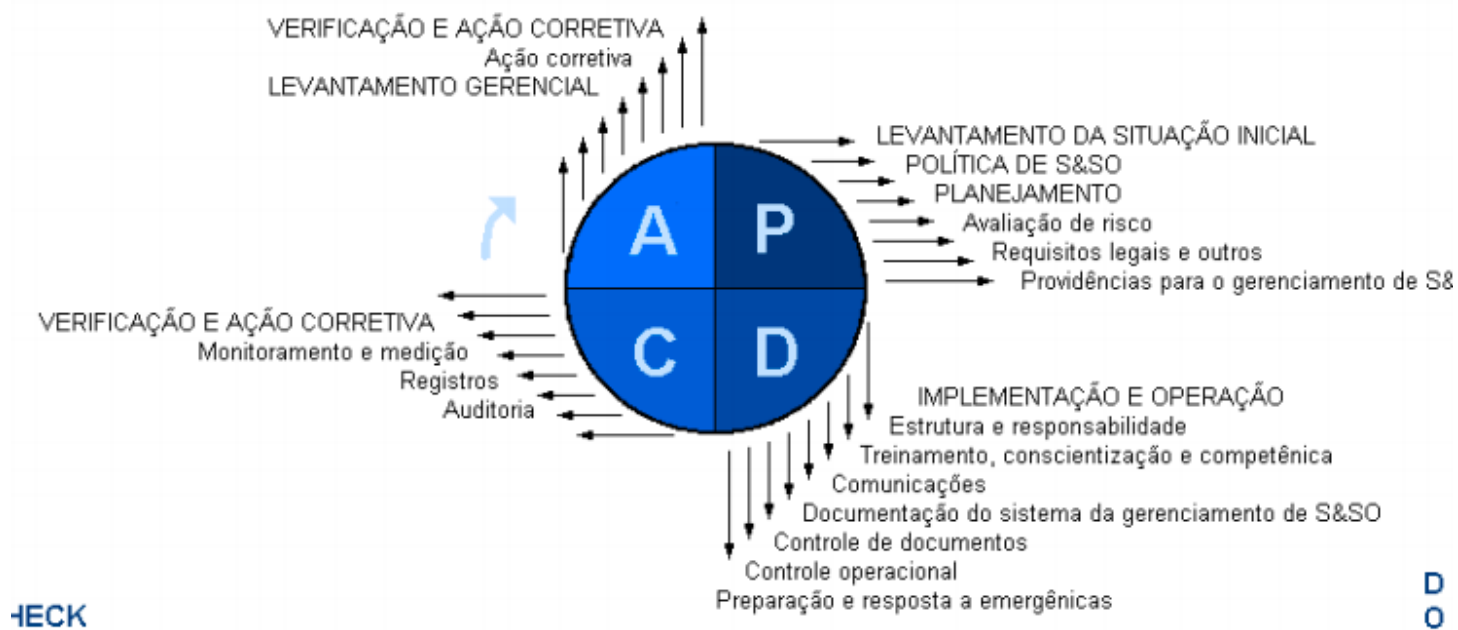 VERIFICAÇÃO E AÇÃO CORRETIVA
Ação corretiva
LEVANTAMENTO GERENCIAL
LEVANTAMENTO DA SITUAÇÃO INICIAL
POLÍTICA DE S&SO
PLANEJAMENTO
Avaliação de risco
Requisitos legais e outros
Providências para o gerenciamento de S&
A
P
C
D
VERIFICAÇÃO E AÇÃO CORRETIVA
Monitoramento e medição
Registros
Auditoria
IMPLEMENTAÇÃO E OPERAÇÃO
Estrutura e responsabilidade
Treinamento, conscientização e competênica
Comunicações
Documentação do sistema da gerenciamento de S&SO
Controle de documentos
Controle operacional
Preparação e resposta a emergênicas
HECK
D
O